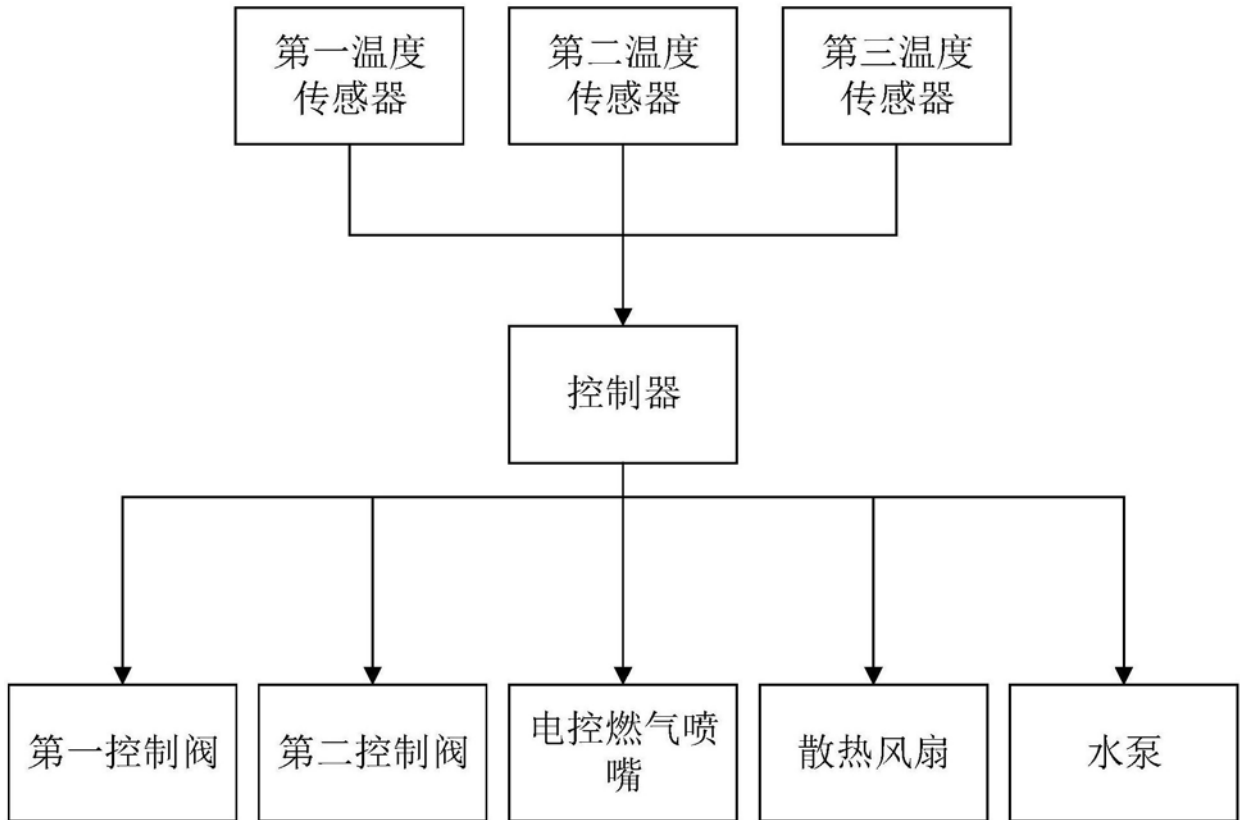 第一温度
传感器
第二温度
传感器
第三温度
传感器
控制器
第一控制阀
第二控制阀
电控燃气喷
嘴
散热风扇
水泵